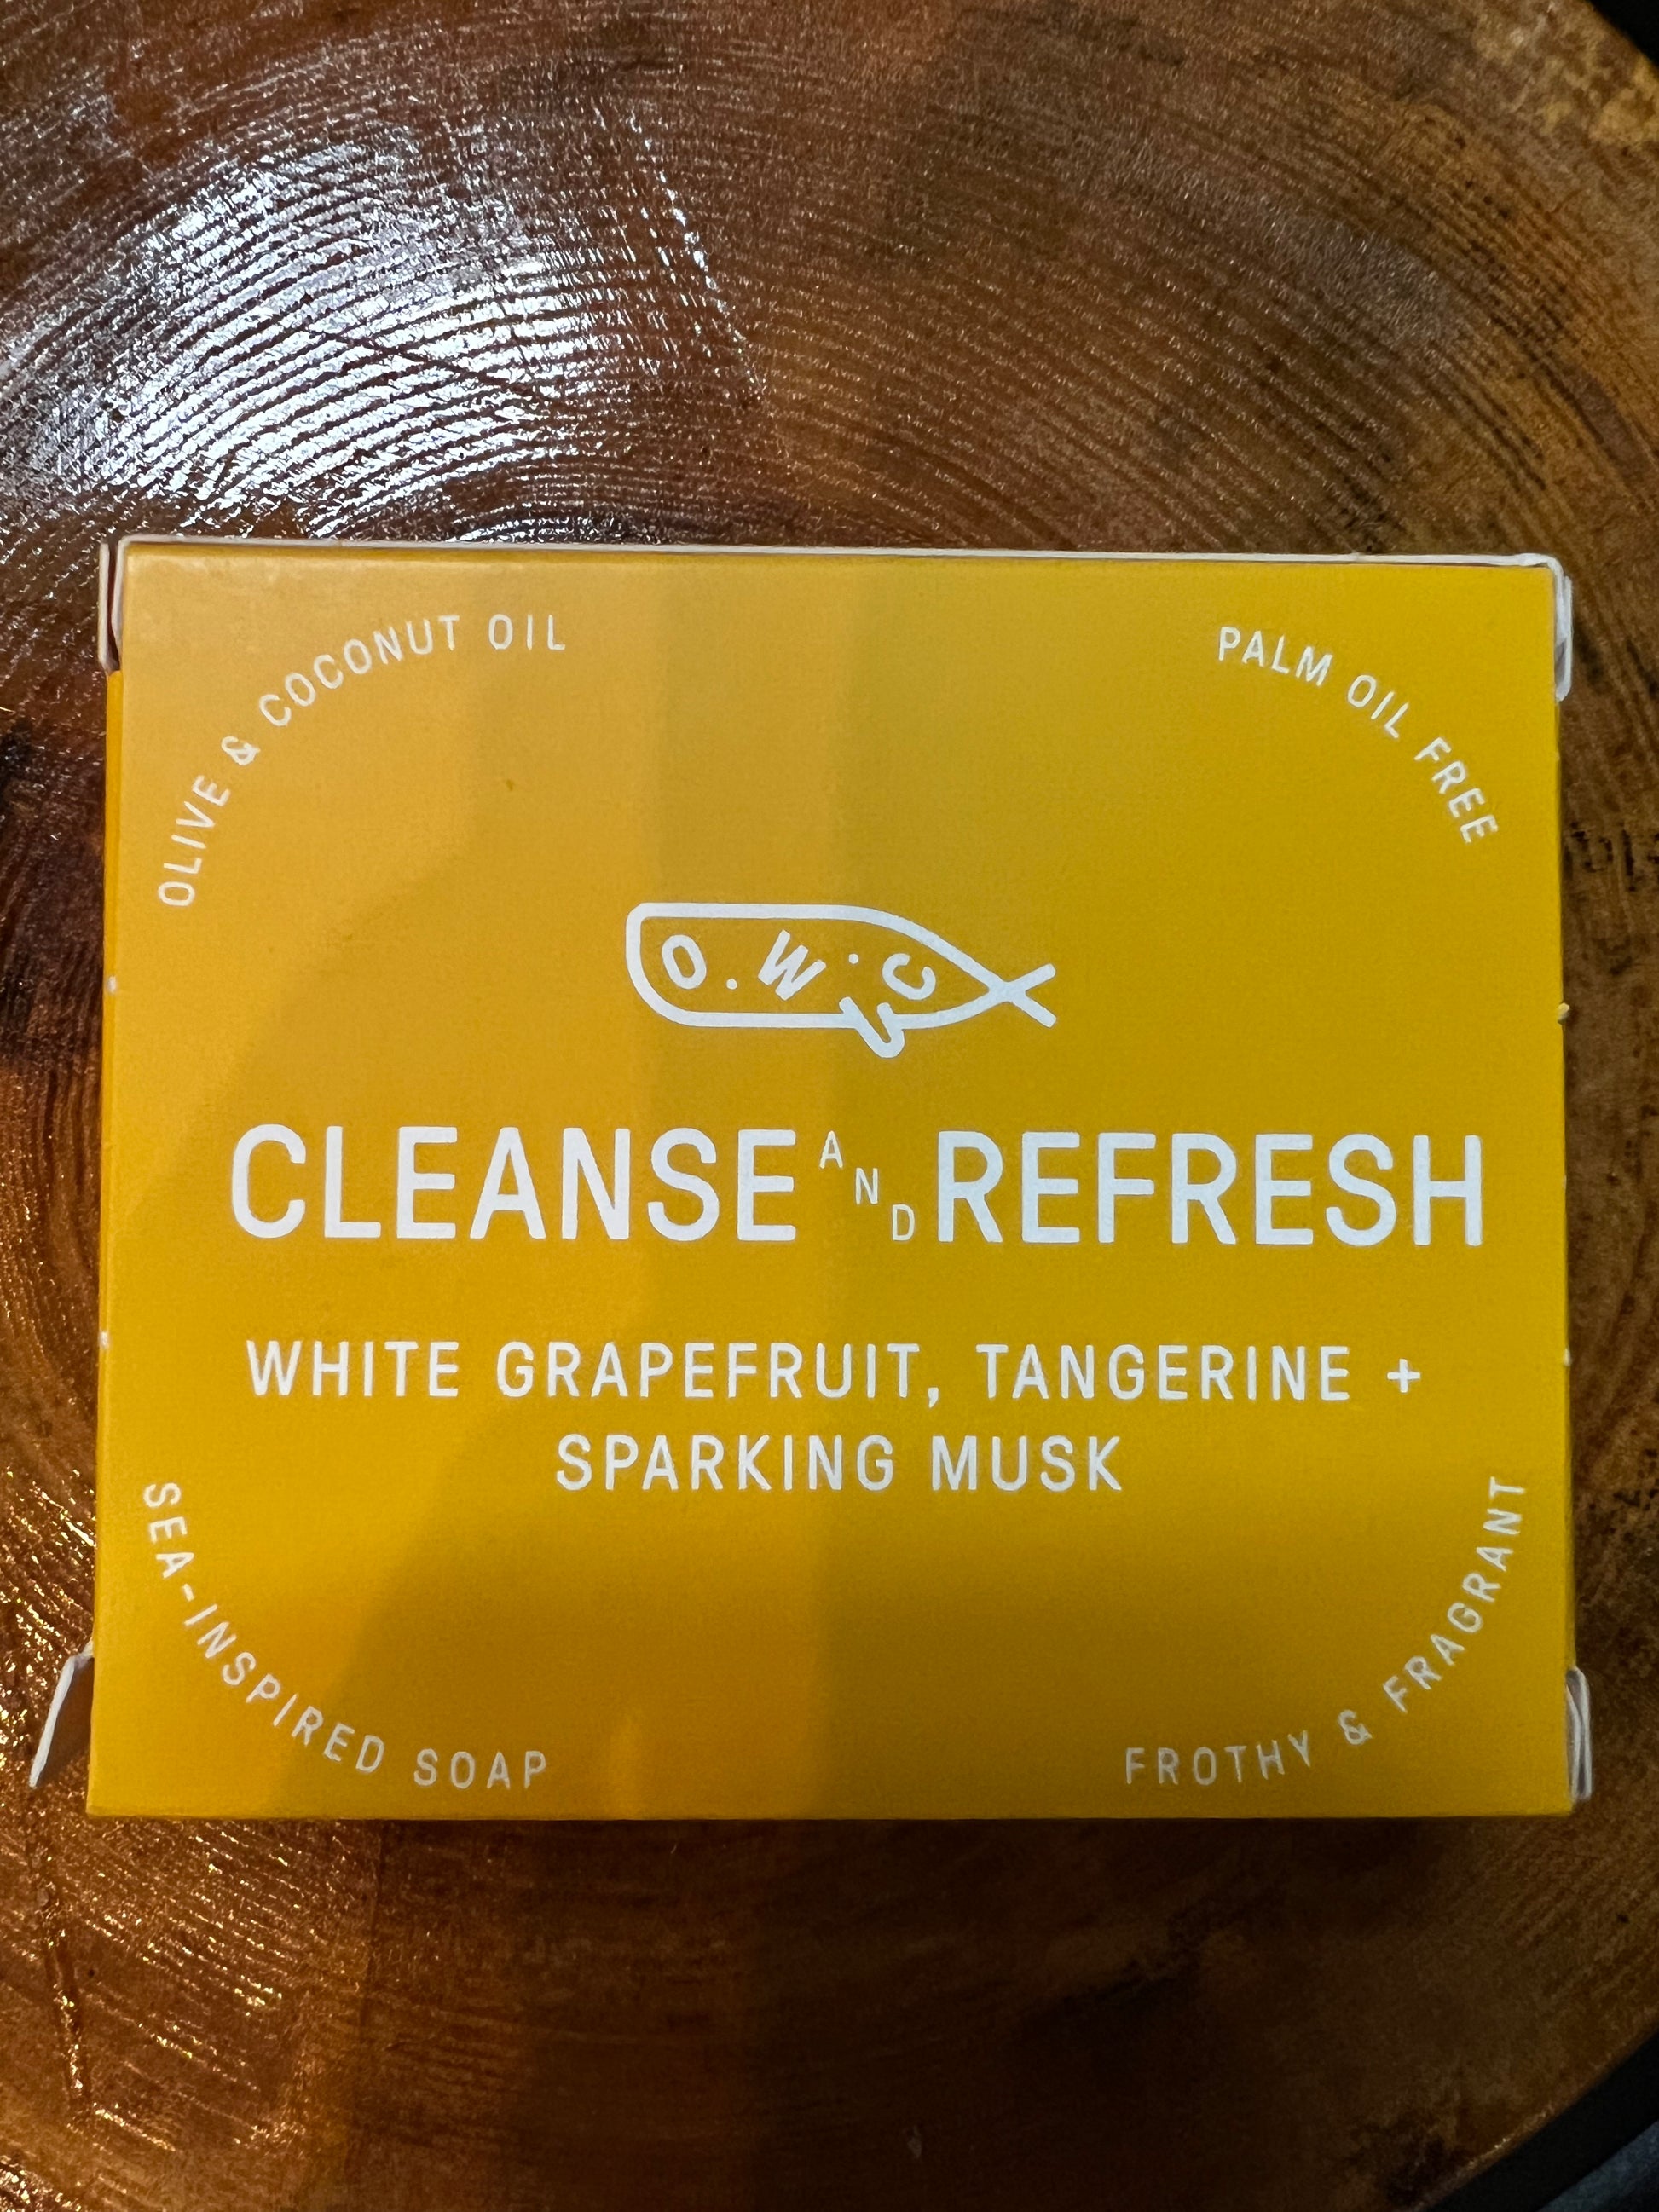 OLIVE & COCONUT OIL
PALM OIL FREE
O.W.C
CLEANSE AND REFRESH
WHITE GRAPEFRUIT, TANGERINE +
SPARKING MUSK
SEA-INSPIRED SOAP
FROTHY & FRAGRANT